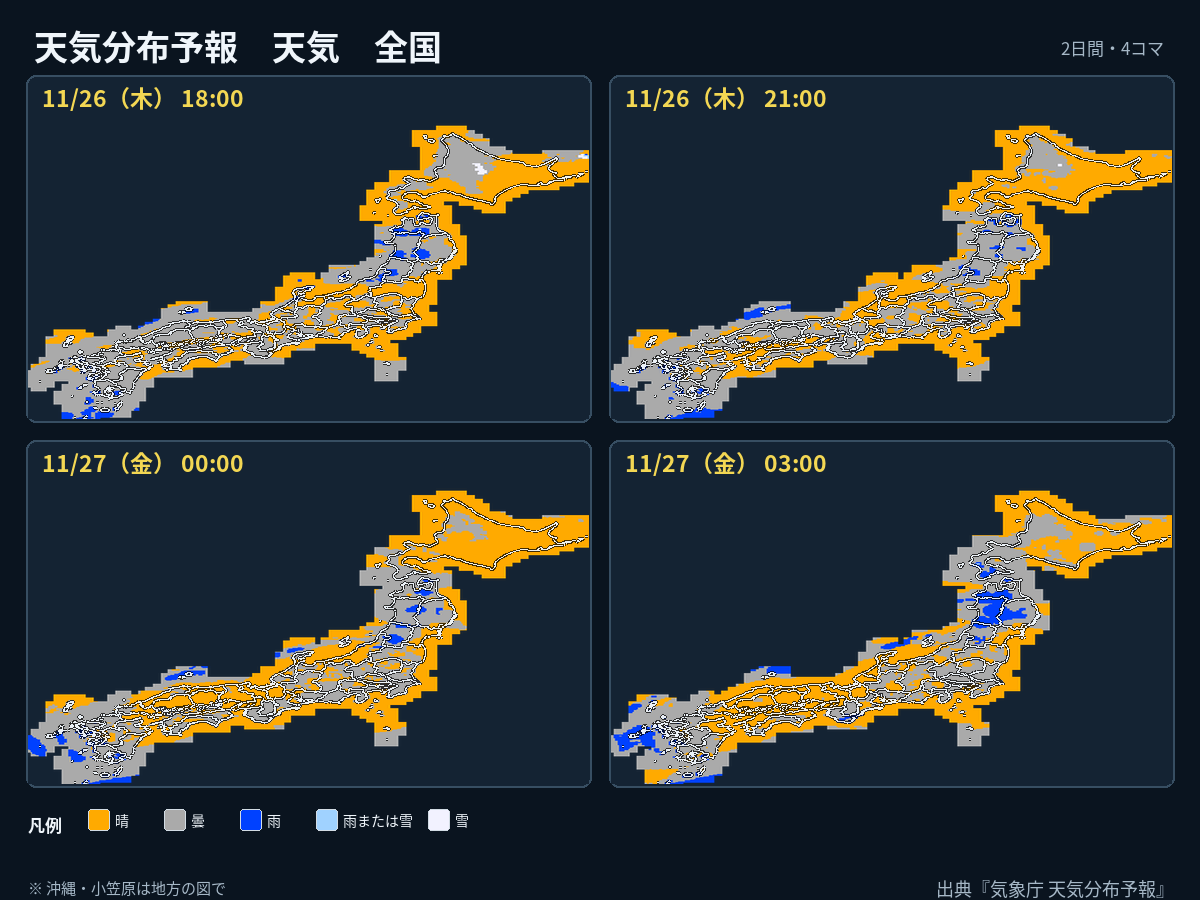 天気分布予報　天気　全国
2日間・4コマ
11/26（木） 18:00
11/26（木） 21:00
11/27（金） 00:00
11/27（金） 03:00
凡例
晴
曇
雨
雨または雪
雪
※ 沖縄・小笠原は地方の図で
出典『気象庁 天気分布予報』